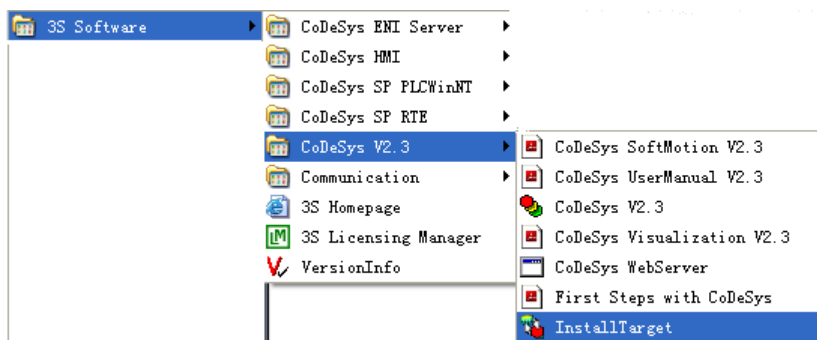 3S Software
CoDeSys ENI Server
CoDeSys HMI
CoDeSys SP PLCWinNT
CoDeSys SP RTE
CoDeSys V2.3
Communication
3S Homepage
3S Licensing Manager
VersionInfo
CoDeSys SoftMotion V2.3
CoDeSys UserManual V2.3
CoDeSys V2.3
CoDeSys Visualization V2.3
CoDeSys WebServer
First Steps with CoDeSys
InstallTarget